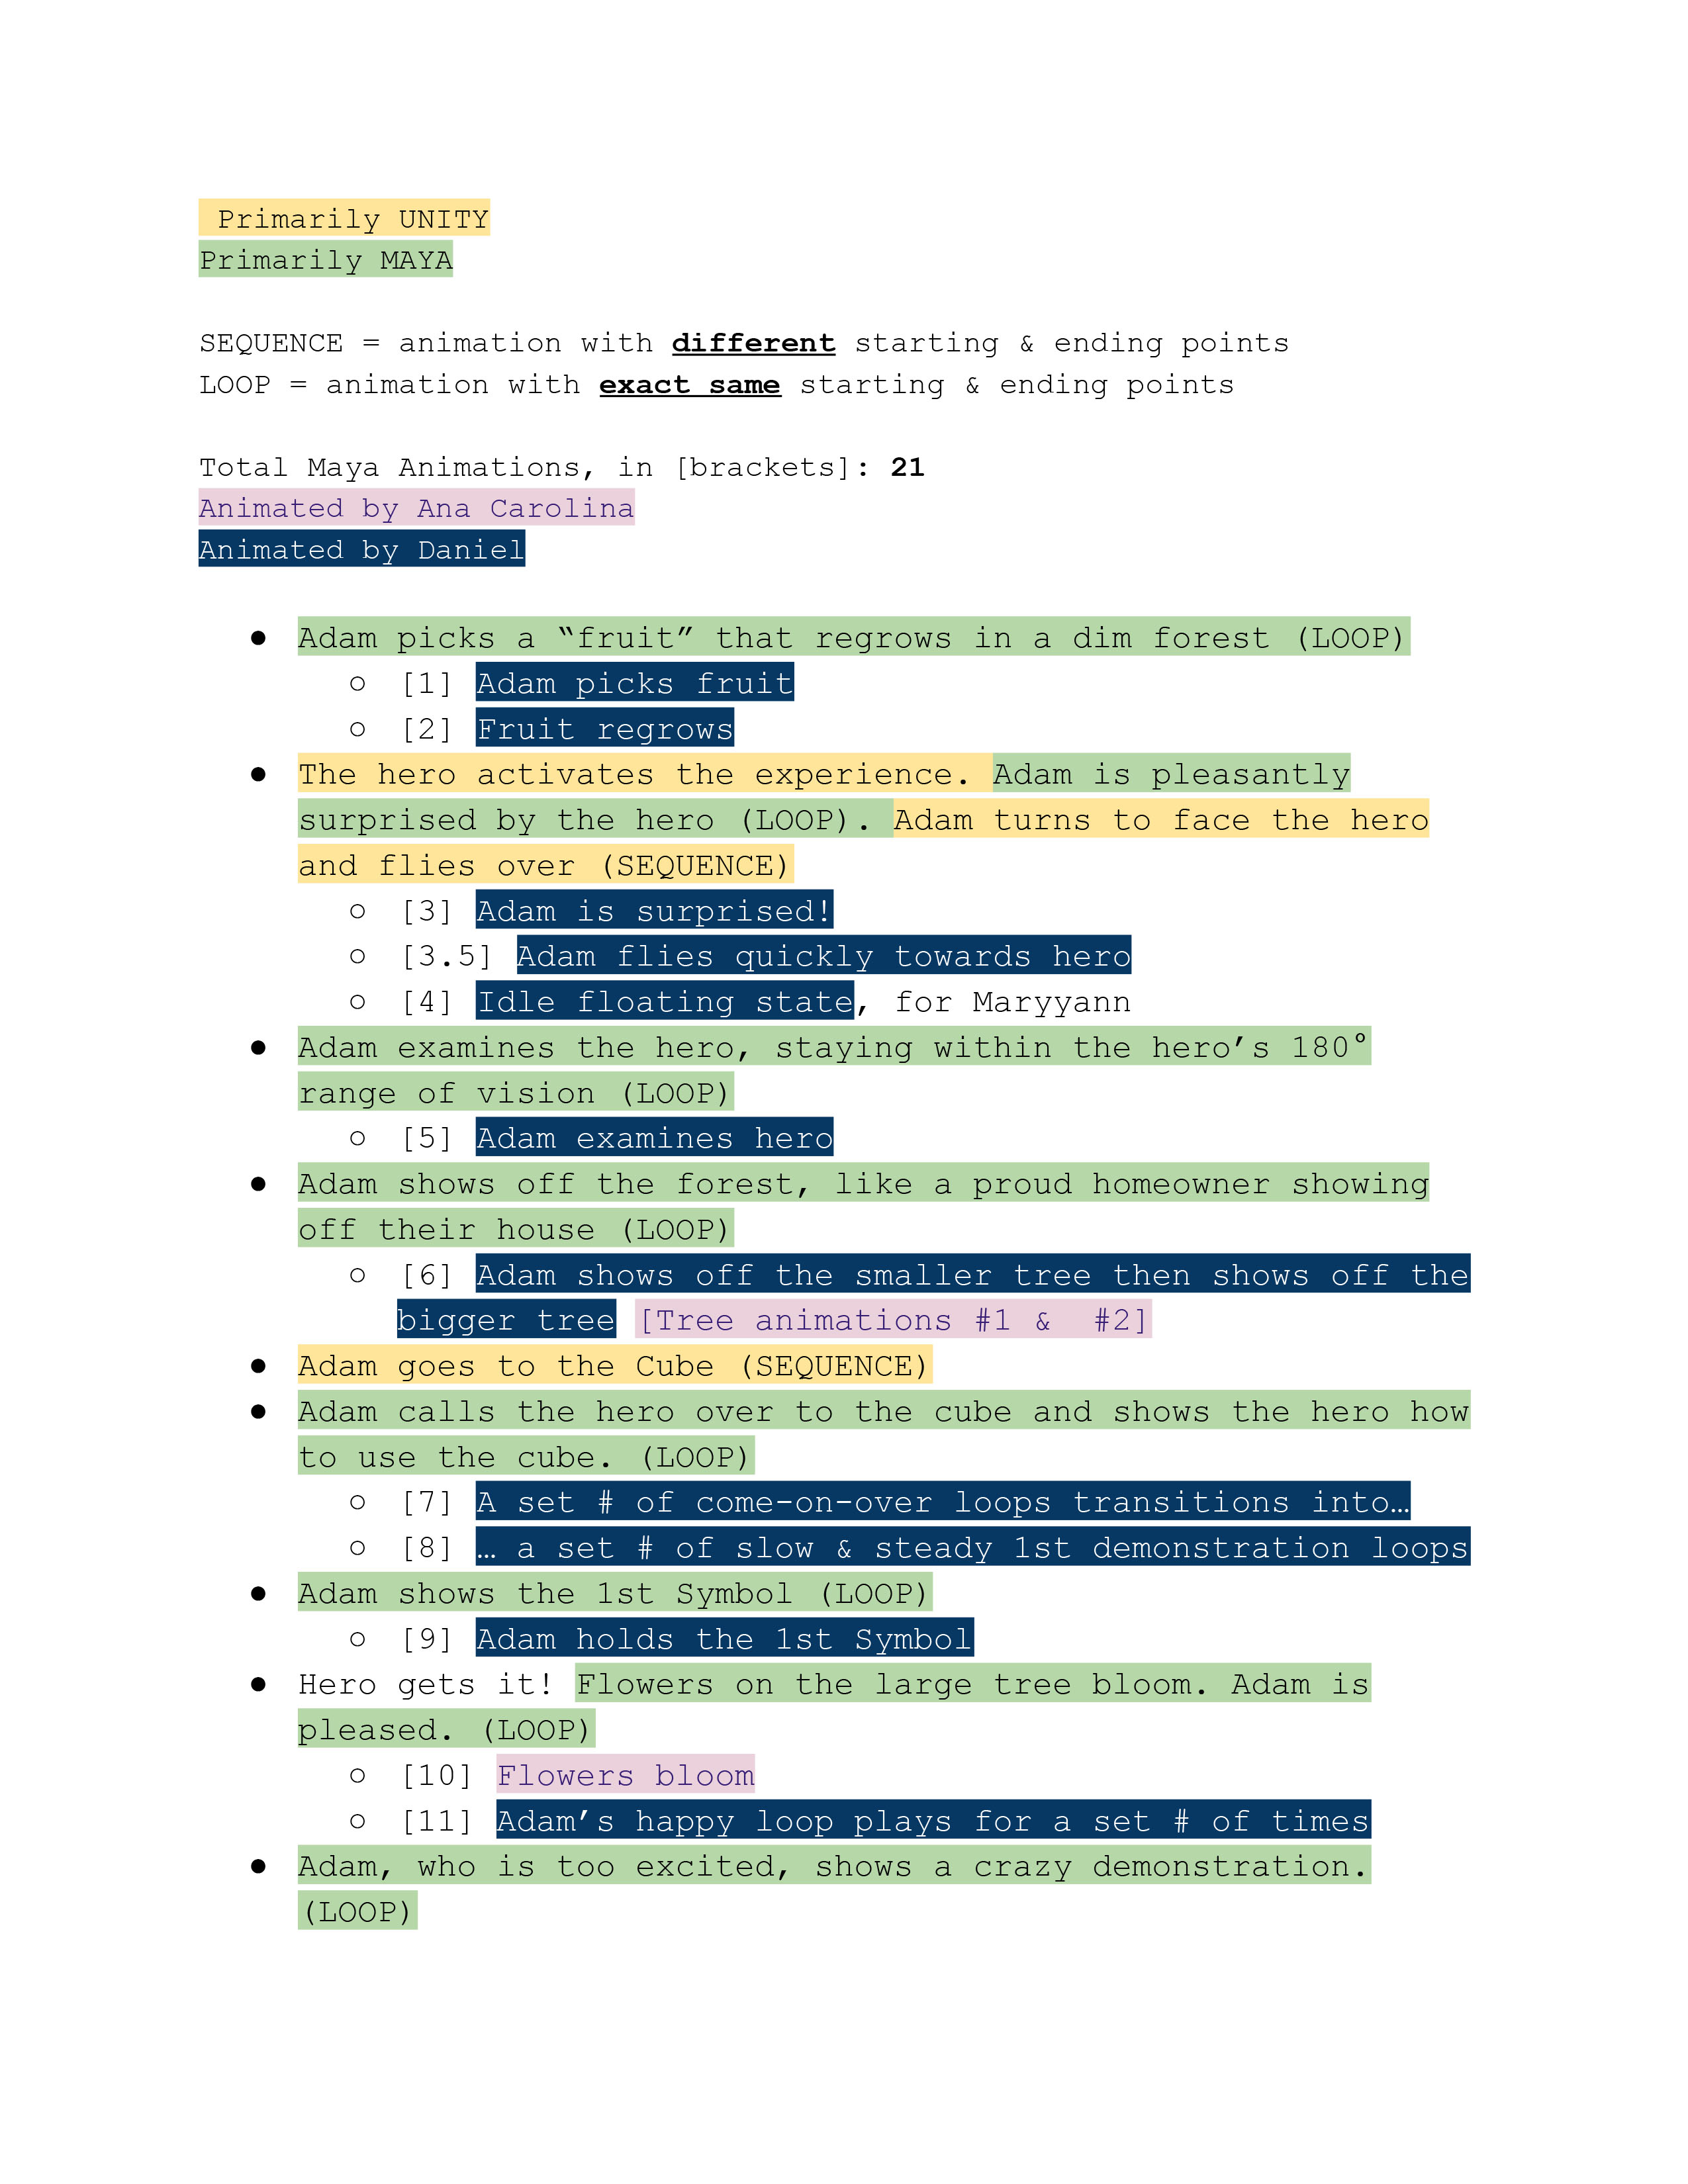 Primarily UNITY
Primarily MAYA
SEQUENCE = animation with different starting & ending points
LOOP = animation with exact same starting & ending points
Total Maya Animations, in [brackets]: 21
Animated by Ana Carolina
Animated by Daniel
● Adam picks a “fruit” that regrows in a dim forest (LOOP)
○ [1] Adam picks fruit
○ [2] Fruit regrows
● The hero activates the experience. Adam is pleasantly
surprised by the hero (LOOP). Adam turns to face the hero
and flies over (SEQUENCE)
○ [3] Adam is surprised!
○ [3.5] Adam flies quickly towards hero
○ [4] Idle floating state, for Maryyann
● Adam examines the hero, staying within the hero’s 180°
range of vision (LOOP)
○ [5] Adam examines hero
● Adam shows off the forest, like a proud homeowner showing
off their house (LOOP)
○ [6] Adam shows off the smaller tree then shows off the
bigger tree [Tree animations #1 & #2]
● Adam goes to the Cube (SEQUENCE)
● Adam calls the hero over to the cube and shows the hero how
to use the cube. (LOOP)
○ [7] A set # of come-on-over loops transitions into…
○ [8] … a set # of slow & steady 1st demonstration loops
● Adam shows the 1st Symbol (LOOP)
○ [9] Adam holds the 1st Symbol
● Hero gets it! Flowers on the large tree bloom. Adam is
pleased. (LOOP)
○ [10] Flowers bloom
○ [11] Adam’s happy loop plays for a set # of times
● Adam, who is too excited, shows a crazy demonstration.
(LOOP)